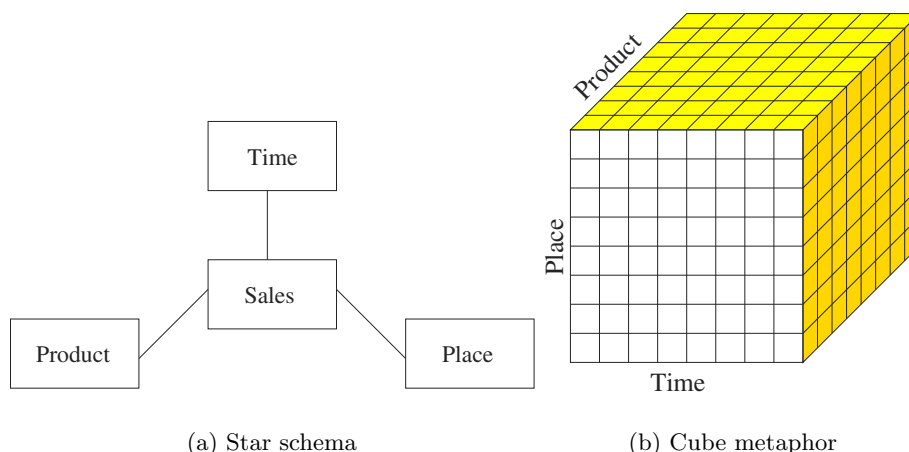 Time
Sales
Product
Place
(a) Star schema
Product
Place
Time
(b) Cube metaphor